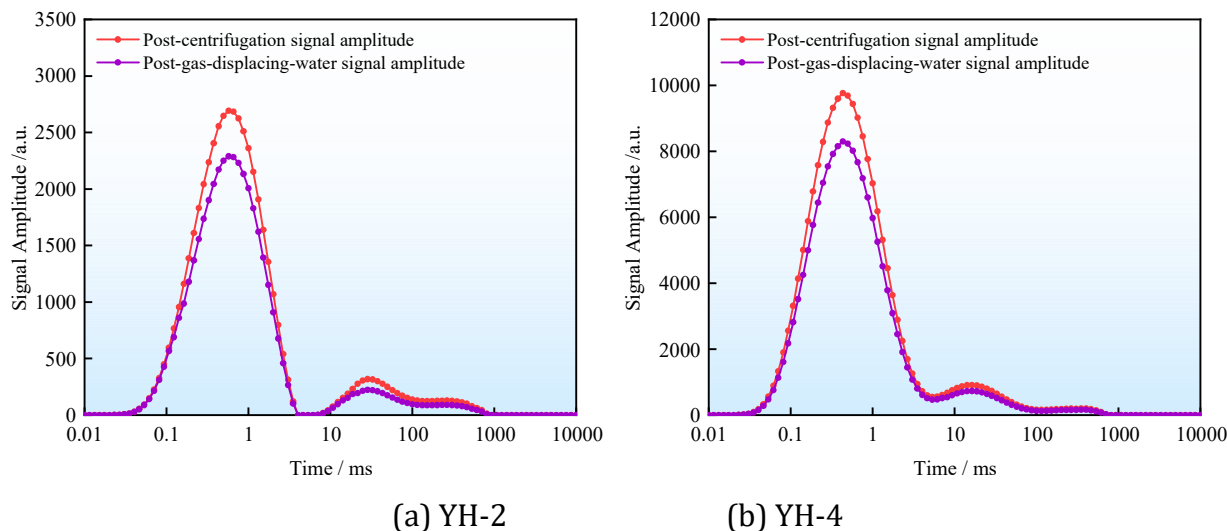 Signal Amplitude /a.u.
3500
3000
2500
2000
1500
1000
500
0
Post-centrifugation signal amplitude
Post-gas-displacing-water signal amplitude
0.01 0.1 1 10 100 1000 10000
Time / ms
(a) YH-2
Signal Amplitude /a.u.
12000
10000
8000
6000
4000
2000
0
Post-centrifugation signal amplitude
Post-gas-displacing-water signal amplitude
0.01 0.1 1 10 100 1000 10000
Time / ms
(b) YH-4